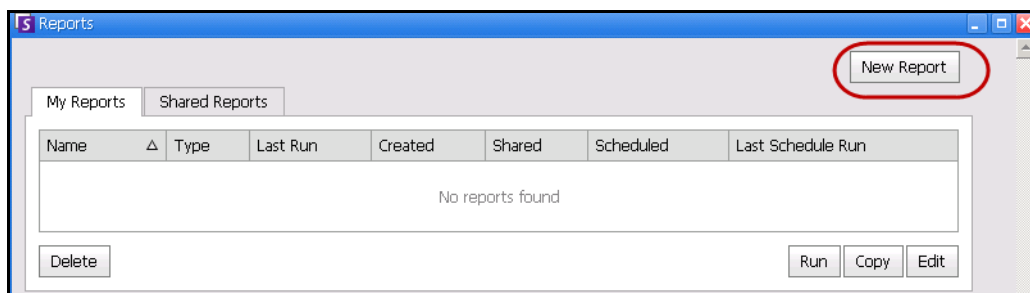 S Reports
New Report
My Reports Shared Reports
Name Type Last Run Created Shared Scheduled Last Schedule Run
No reports found
Delete Run Copy Edit